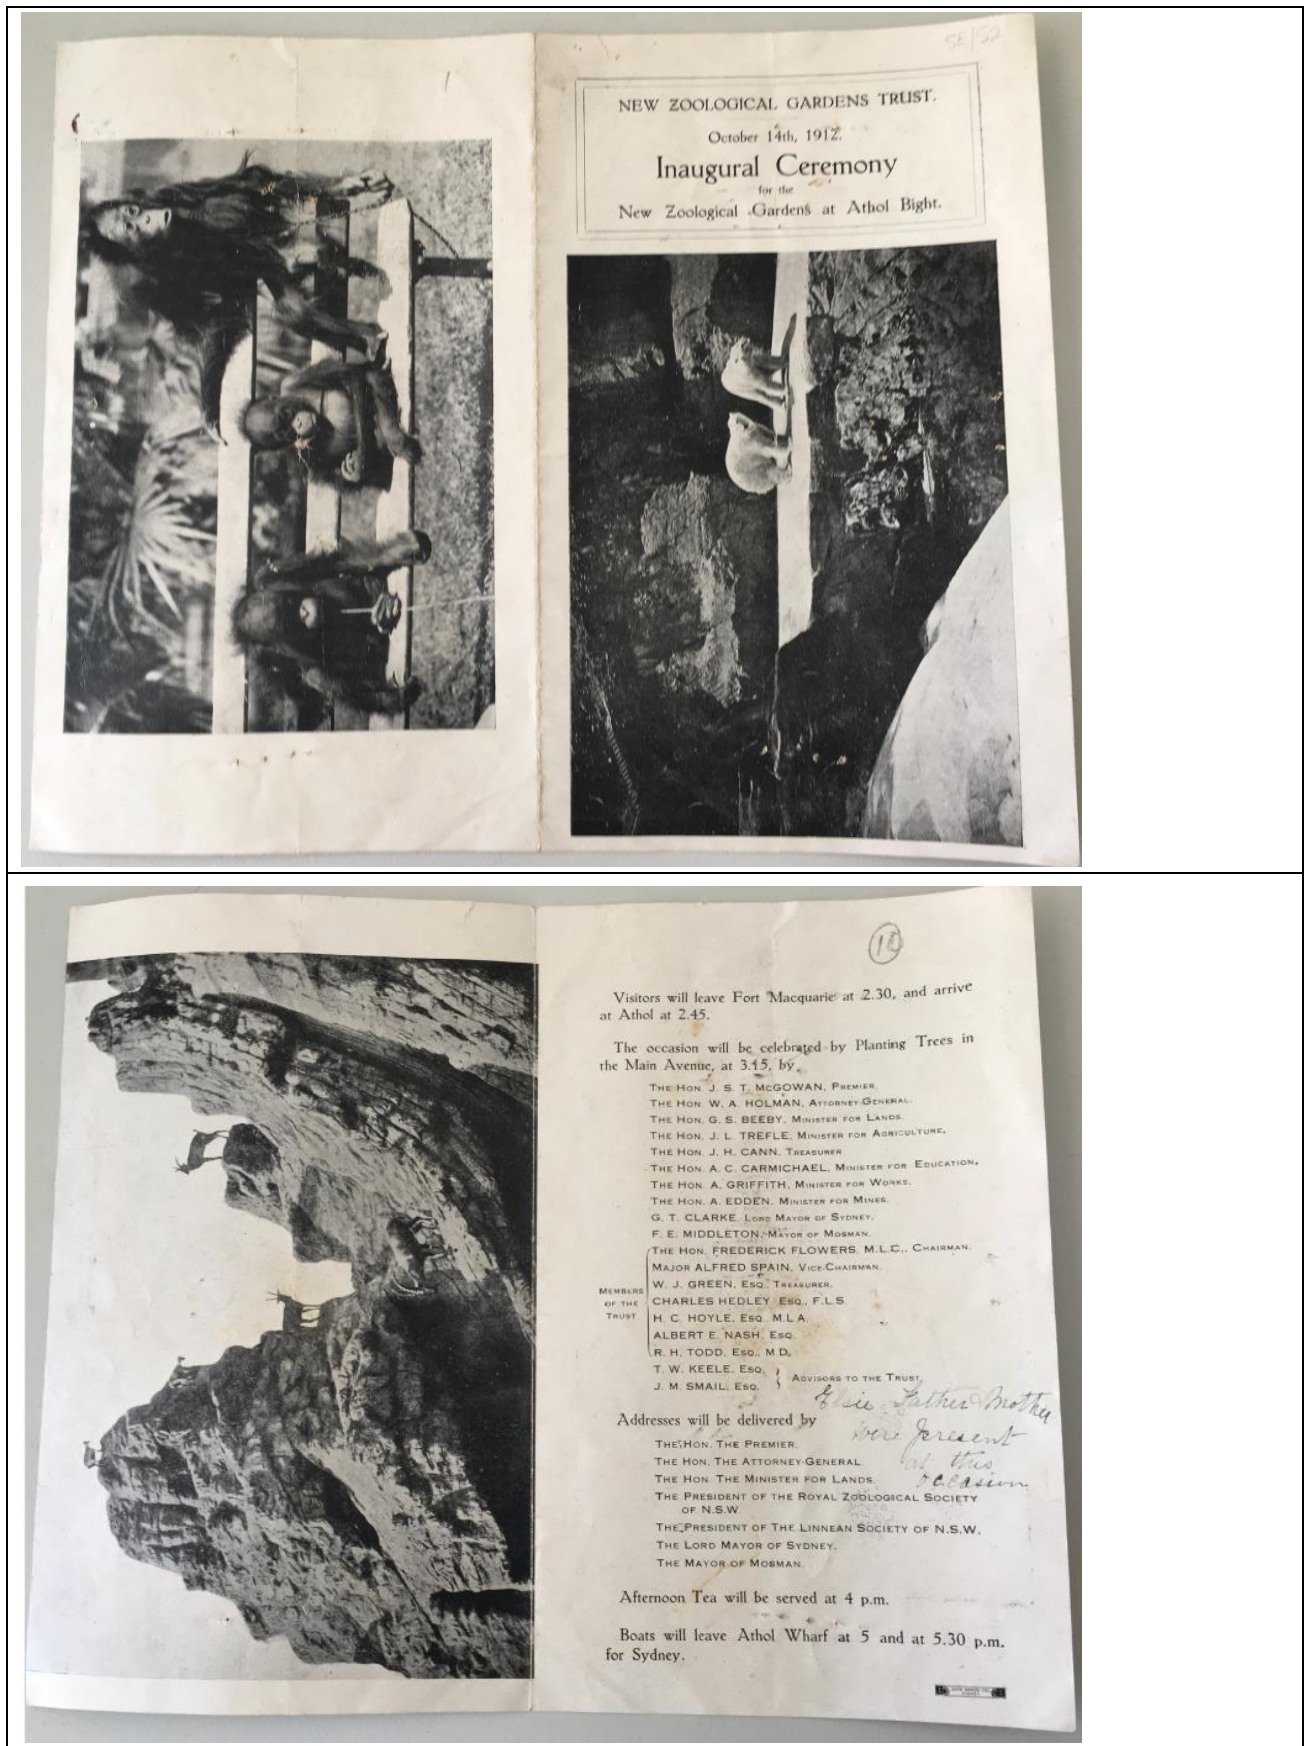 SE/52
NEW ZOOLOGICAL GARDENS TRUST.
October 14th, 1912.
Inaugural Ceremony
for the
New Zoological Gardens at Athol Bight.
Visitors will leave Fort Macquarie at 2.30, and arrive
at Athol at 2.45.
The occasion will be celebrated by Planting Trees in
the Main Avenue, at 3.15, by
THE HON. J. S. T. McGOWAN, PREMIER.
THE HON. W. A. HOLMAN, ATTORNEY-GENERAL.
THE HON. G. S. BEEBY, MINISTER FOR LANDS.
THE HON. J. L. TREFLE, MINISTER FOR AGRICULTURE.
THE HON. J. H. CANN, TREASURER
THE HON. A. C. CARMICHAEL, MINISTER FOR EDUCATION.
THE HON. A. GRIFFITH, MINISTER FOR WORKS.
THE HON. A. EDDEN, MINISTER FOR MINES.
G. T. CLARKE, LORD MAYOR OF SYDNEY.
F. E. MIDDLETON, MAYOR OF MOSMAN.
MEMBERS OF THE TRUST
THE HON. FREDERICK FLOWERS, M.L.C., CHAIRMAN.
MAJOR ALFRED SPAIN, VICE-CHAIRMAN.
W. J. GREEN, ESQ., TREASURER.
CHARLES HEDLEY ESQ., F.L.S.
H. C. HOYLE, ESQ. M.L.A.
ALBERT E. NASH, ESQ.
R. H. TODD, ESQ., M.D.
T. W. KEELE, ESQ.
J. M. SMAIL, ESQ.
ADVISORS TO THE TRUST.
Elsie Father Mother
were present
at this
occasion
Addresses will be delivered by
THE HON. THE PREMIER.
THE HON. THE ATTORNEY-GENERAL
THE HON. THE MINISTER FOR LANDS.
THE PRESIDENT OF THE ROYAL ZOOLOGICAL SOCIETY
OF N.S.W.
THE PRESIDENT OF THE LINNEAN SOCIETY OF N.S.W.
THE LORD MAYOR OF SYDNEY.
THE MAYOR OF MOSMAN.
Afternoon Tea will be served at 4 p.m.
Boats will leave Athol Wharf at 5 and at 5.30 p.m.
for Sydney.